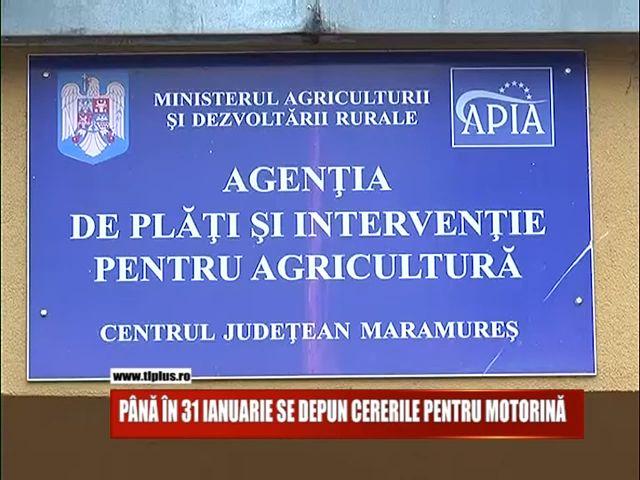 MINISTERUL AGRICULTURII
ŞI DEZVOLTĂRII RURALE
APIA
AGENŢIA
DE PLĂŢI ŞI INTERVENŢIE
PENTRU AGRICULTURĂ
CENTRUL JUDEŢEAN MARAMUREŞ
www.tlplus.ro
PÂNĂ ÎN 31 IANUARIE SE DEPUN CERERILE PENTRU MOTORINĂ